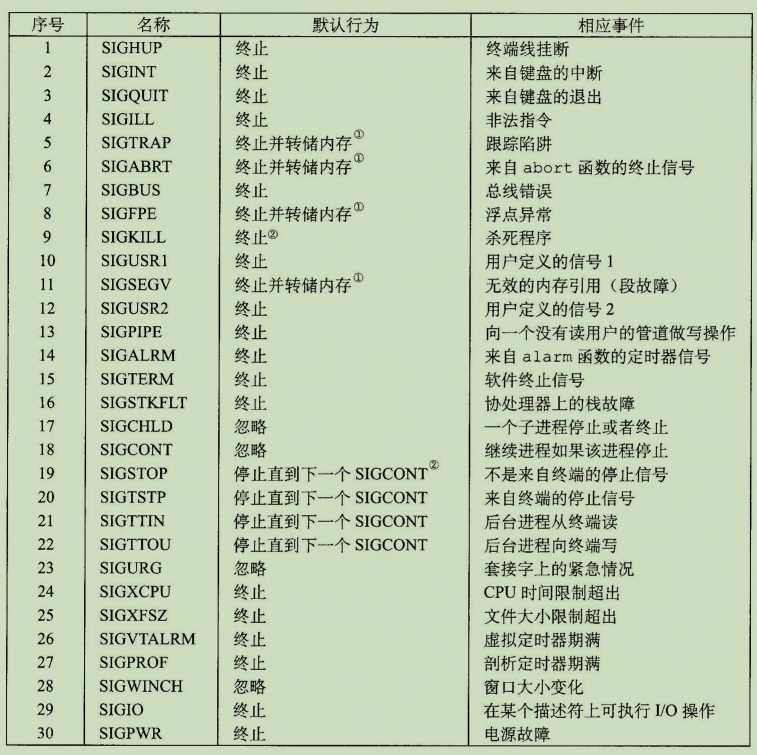 序号 名称 默认行为 相应事件
1 SIGHUP 终止 终端线挂断
2 SIGINT 终止 来自键盘的中断
3 SIGQUIT 终止 来自键盘的退出
4 SIGILL 终止 非法指令
5 SIGTRAP 终止并转储内存① 跟踪陷阱
6 SIGABRT 终止并转储内存① 来自 abort 函数的终止信号
7 SIGBUS 终止 总线错误
8 SIGFPE 终止并转储内存① 浮点异常
9 SIGKILL 终止② 杀死程序
10 SIGUSR1 终止 用户定义的信号 1
11 SIGSEGV 终止并转储内存① 无效的内存引用（段故障）
12 SIGUSR2 终止 用户定义的信号 2
13 SIGPIPE 终止 向一个没有读用户的管道做写操作
14 SIGALRM 终止 来自 alarm 函数的定时器信号
15 SIGTERM 终止 软件终止信号
16 SIGSTKFLT 终止 协处理器上的栈故障
17 SIGCHLD 忽略 一个子进程停止或者终止
18 SIGCONT 忽略 继续进程如果该进程停止
19 SIGSTOP 停止直到下一个 SIGCONT② 不是来自终端的停止信号
20 SIGTSTP 停止直到下一个 SIGCONT 来自终端的停止信号
21 SIGTTIN 停止直到下一个 SIGCONT 后台进程从终端读
22 SIGTTOU 停止直到下一个 SIGCONT 后台进程向终端写
23 SIGURG 忽略 套接字上的紧急情况
24 SIGXCPU 终止 CPU 时间限制超出
25 SIGXFSZ 终止 文件大小限制超出
26 SIGVTALRM 终止 虚拟定时器期满
27 SIGPROF 终止 剖析定时器期满
28 SIGWINCH 忽略 窗口大小变化
29 SIGIO 终止 在某个描述符上可执行 I/O 操作
30 SIGPWR 终止 电源故障